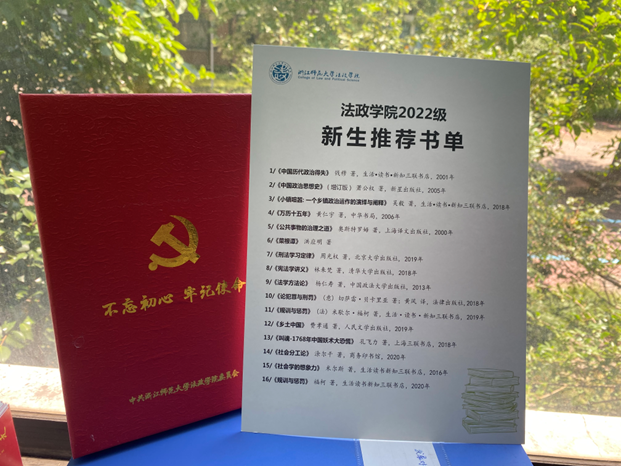 浙江师范大学法政学院
College of Law and Political Science
法政学院2022级
新生推荐书单
1/《中国历代政治得失》 钱穆 著，生活•读书•新知三联书店，2001年
2/《中国政治思想史》（增订版）萧公权 著，新星出版社，2005年
3/《小镇喧嚣：一个乡镇政治运作的演绎与阐释》 吴毅 著，生活•读书•新知三联书店，2018年
4/《万历十五年》 黄仁宇 著，中华书局，2006年
5/《公共事物的治理之道》 奥斯特罗姆 著，上海译文出版社，2000年
6/《菜根谭》 洪应明 著
7/《刑法学习定律》 周光权 著，北京大学出版社，2019年
8/《宪法学讲义》 林来梵 著，清华大学出版社，2018年
9/《法学方法论》 杨仁寿 著，中国政法大学出版社，2013年
10/《论犯罪与刑罚》（意）切萨雷•贝卡里亚 著；黄风 译，法律出版社，2018年
11/《规训与惩罚》（法）米歇尔•福柯 著，生活•读书•新知三联书店，2019年
12/《乡土中国》 费孝通 著，人民文学出版社，2019年
13/《叫魂-1768年中国妖术大恐慌》 孔飞力 著，上海三联书店，2018年
14/《社会分工论》 涂尔干 著，商务印书馆，2020年
15/《社会学的想象力》 米尔斯 著，生活读书新知三联书店，2016年
16/《规训与惩罚》 福柯 著，生活读书新知三联书店，2020年
不忘初心 牢记使命
中共浙江师范大学法政学院委员会